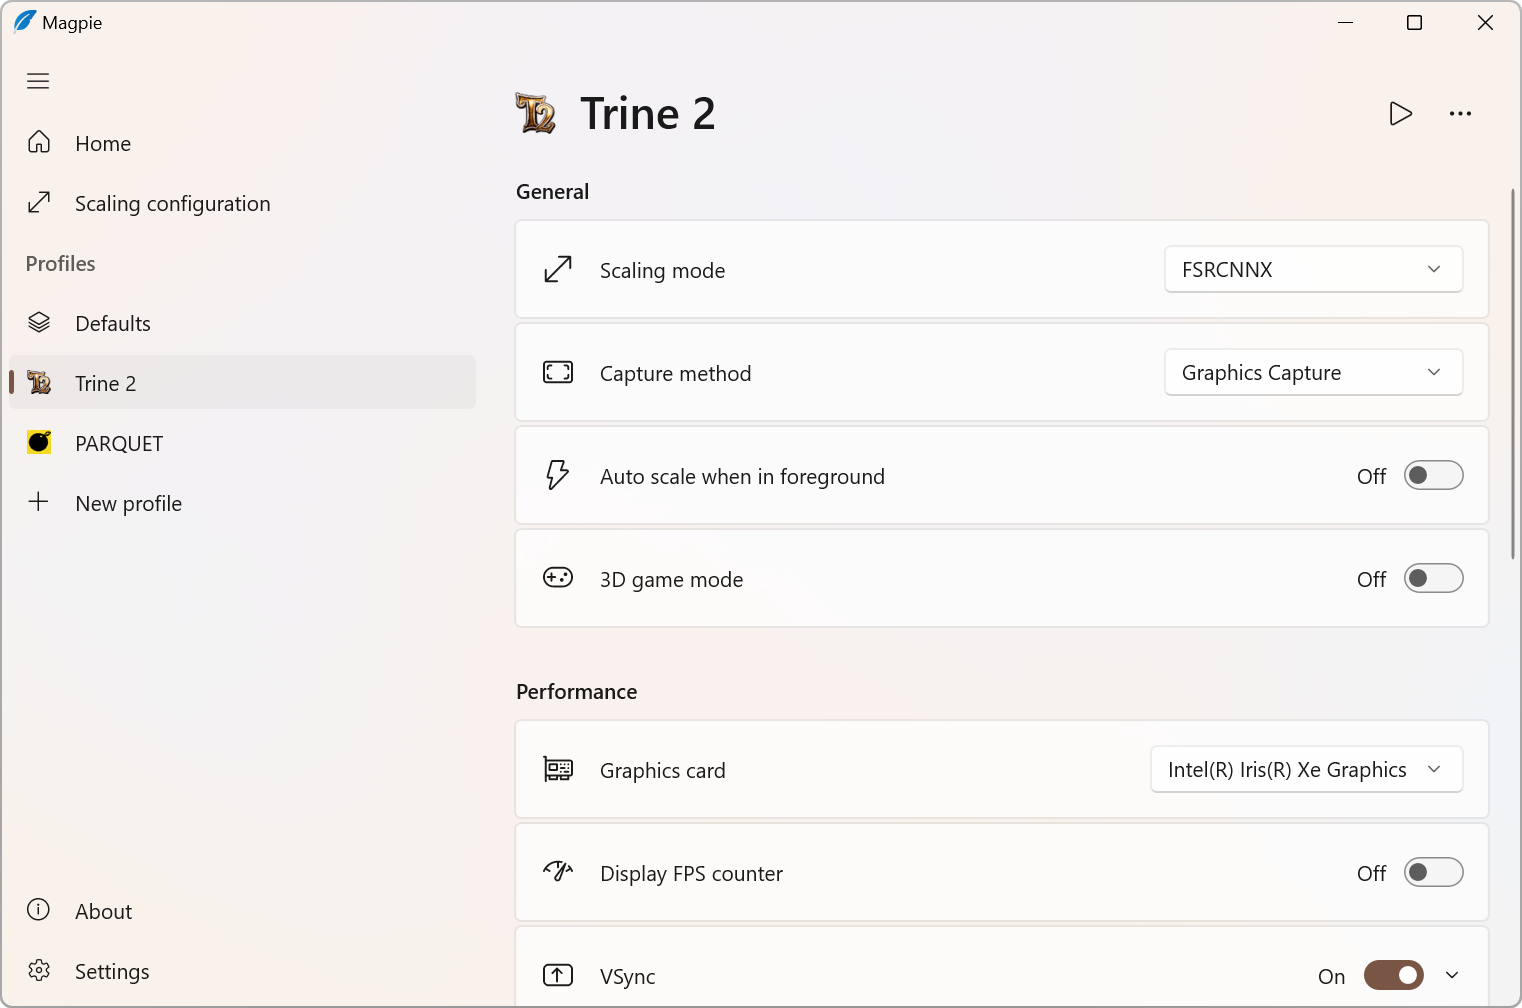 Magpie
Home
Scaling configuration
Profiles
Defaults
Trine 2
PARQUET
New profile
About
Settings
T2 Trine 2
General
Scaling mode FSRCNNX
Capture method Graphics Capture
Auto scale when in foreground Off
3D game mode Off
Performance
Graphics card Intel(R) Iris(R) Xe Graphics
Display FPS counter Off
VSync On